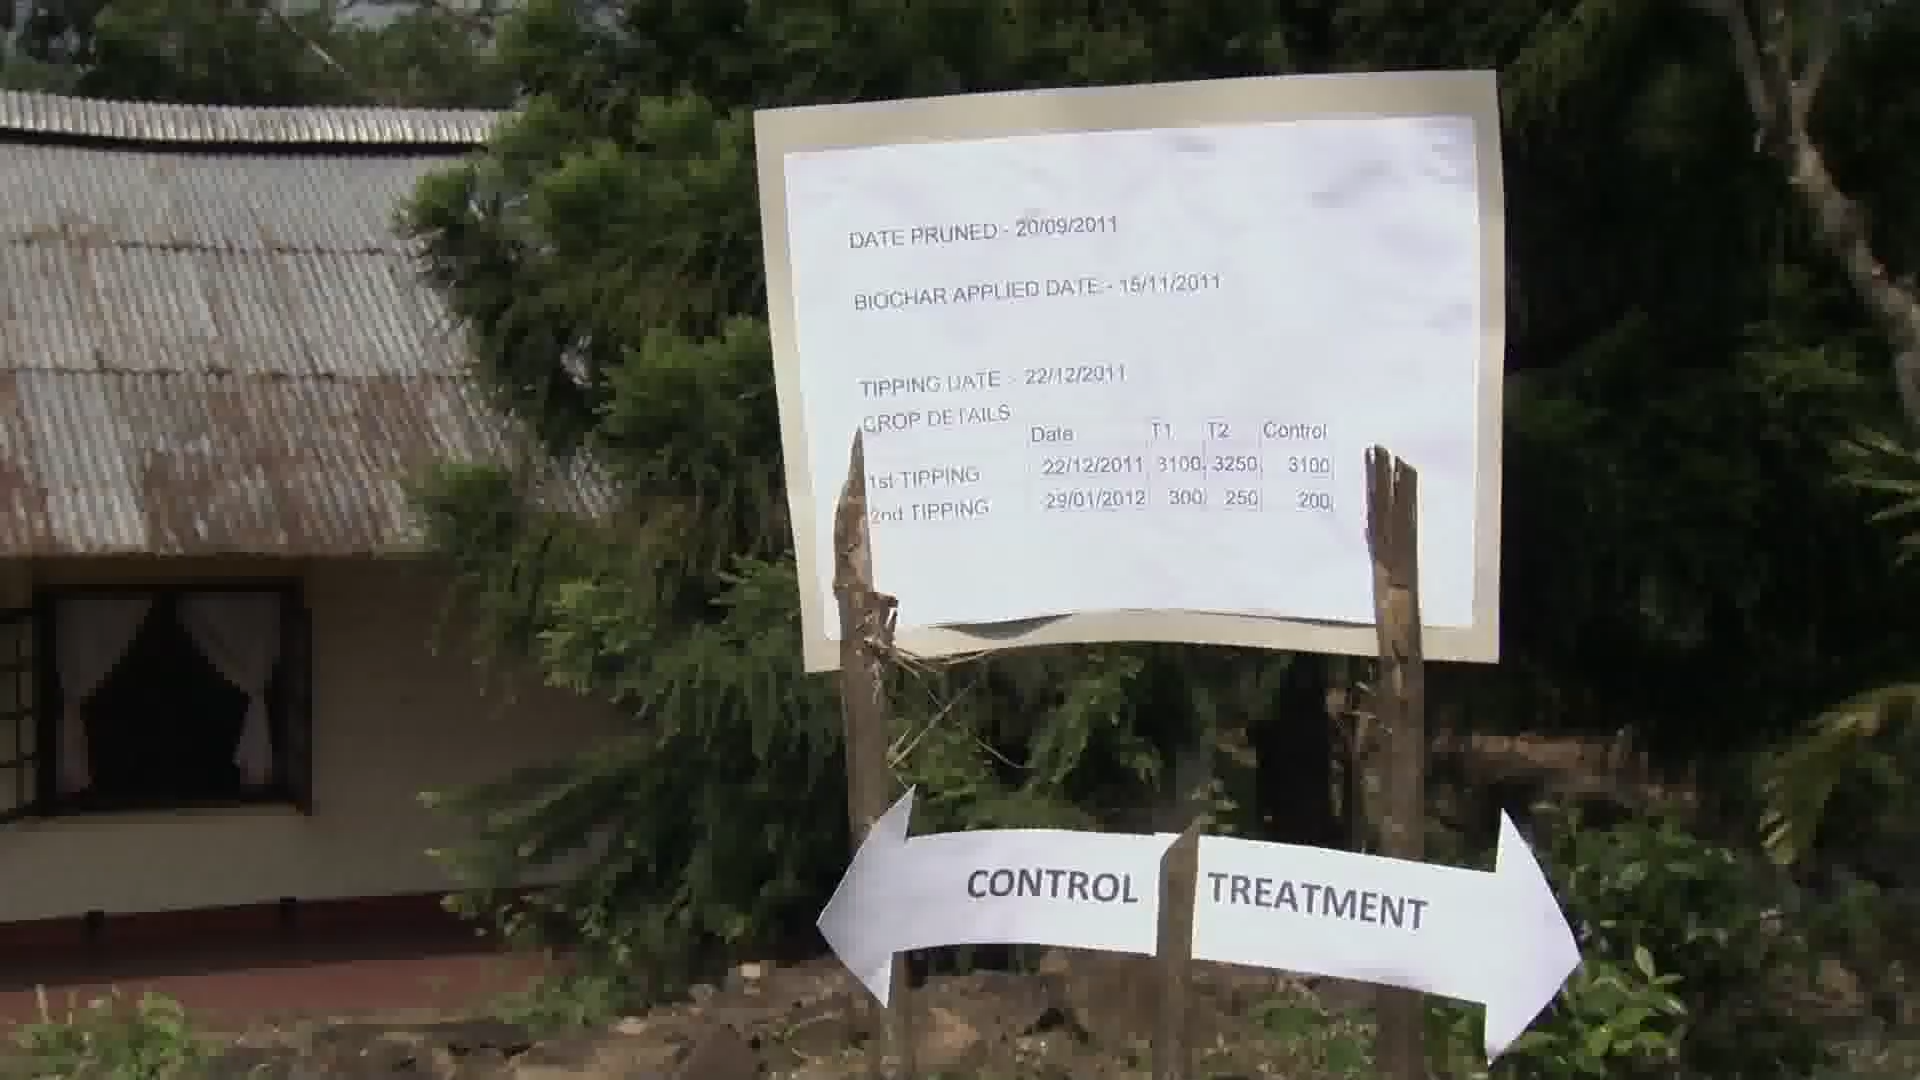 DATE PRUNED:- 20/09/2011
BIOCHAR APPLIED DATE:- 15/11/2011
TIPPING DATE :- 22/12/2011
CROP DETAILS
Date T1 T2 Control
1st TIPPING 22/12/2011 3100 3250 3100
2nd TIPPING 29/01/2012 300 250 200
CONTROL TREATMENT